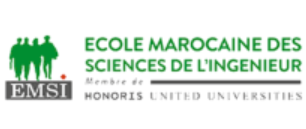 ECOLE MAROCAINE DES
SCIENCES DE L'INGENIEUR
EMSI
Membre de
HONORIS UNITED UNIVERSITIES